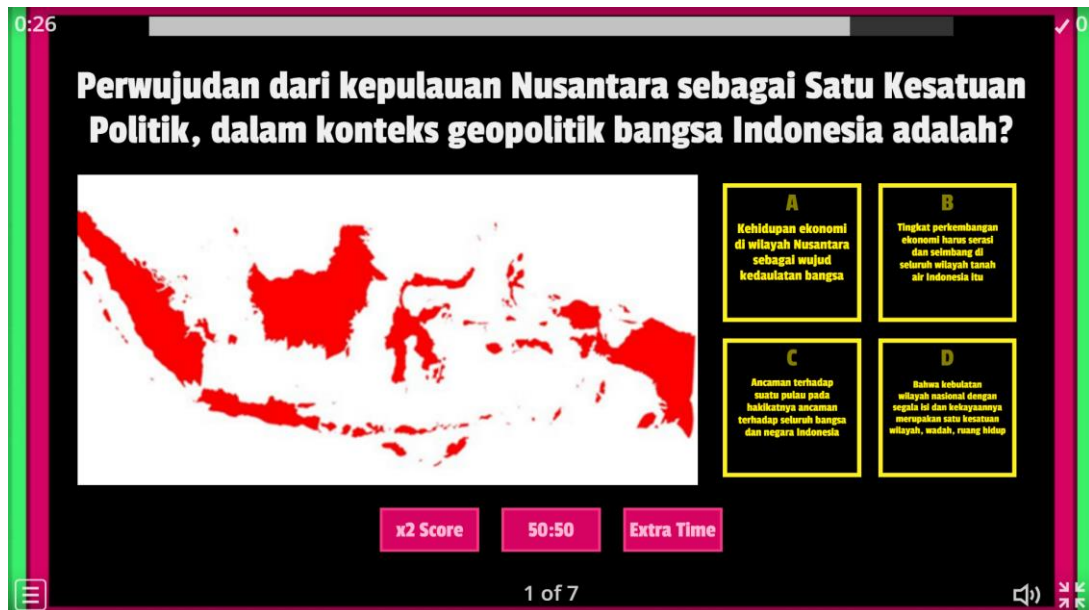 0:26
0
Perwujudan dari kepulauan Nusantara sebagai Satu Kesatuan
Politik, dalam konteks geopolitik bangsa Indonesia adalah?
A
Kehidupan ekonomi
di wilayah Nusantara
sebagai wujud
kedaulatan bangsa
B
Tingkat perkembangan
ekonomi harus serasi
dan seimbang di
seluruh wilayah tanah
air Indonesia itu
C
Ancaman terhadap
suatu pulau pada
hakikatnya ancaman
terhadap seluruh bangsa
dan negara Indonesia
D
Bahwa kebulatan
wilayah nasional dengan
segala isi dan kekayaannya
merupakan satu kesatuan
wilayah, wadah, ruang hidup
x2 Score
50:50
Extra Time
1 of 7